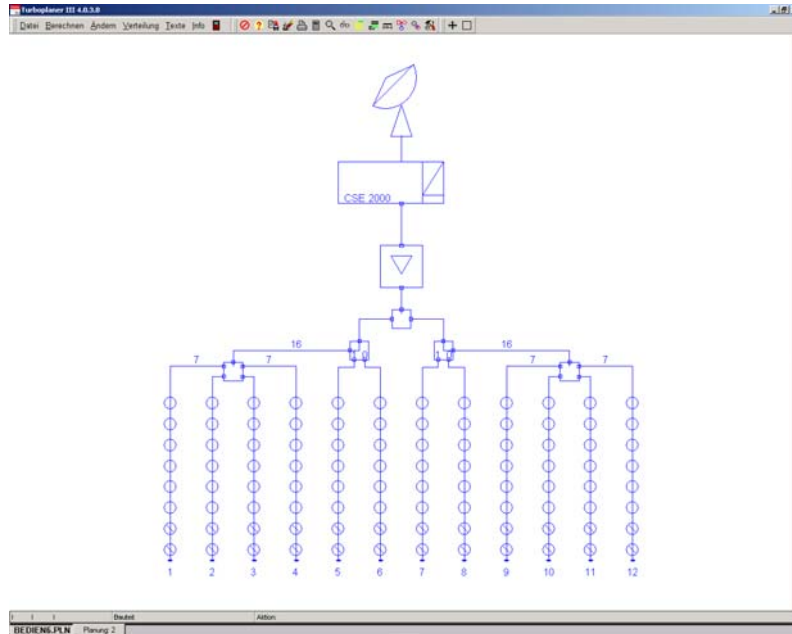 Turboplaner III 4.0.3.0
Datei Berechnen Ändern Verteilung Texte Info
CSE 2000
16 16
7 7 7 7
1 2 3 4 5 6 7 8 9 10 11 12
Bauteil: Aktion:
BEDIEN6.PLN Planung 2